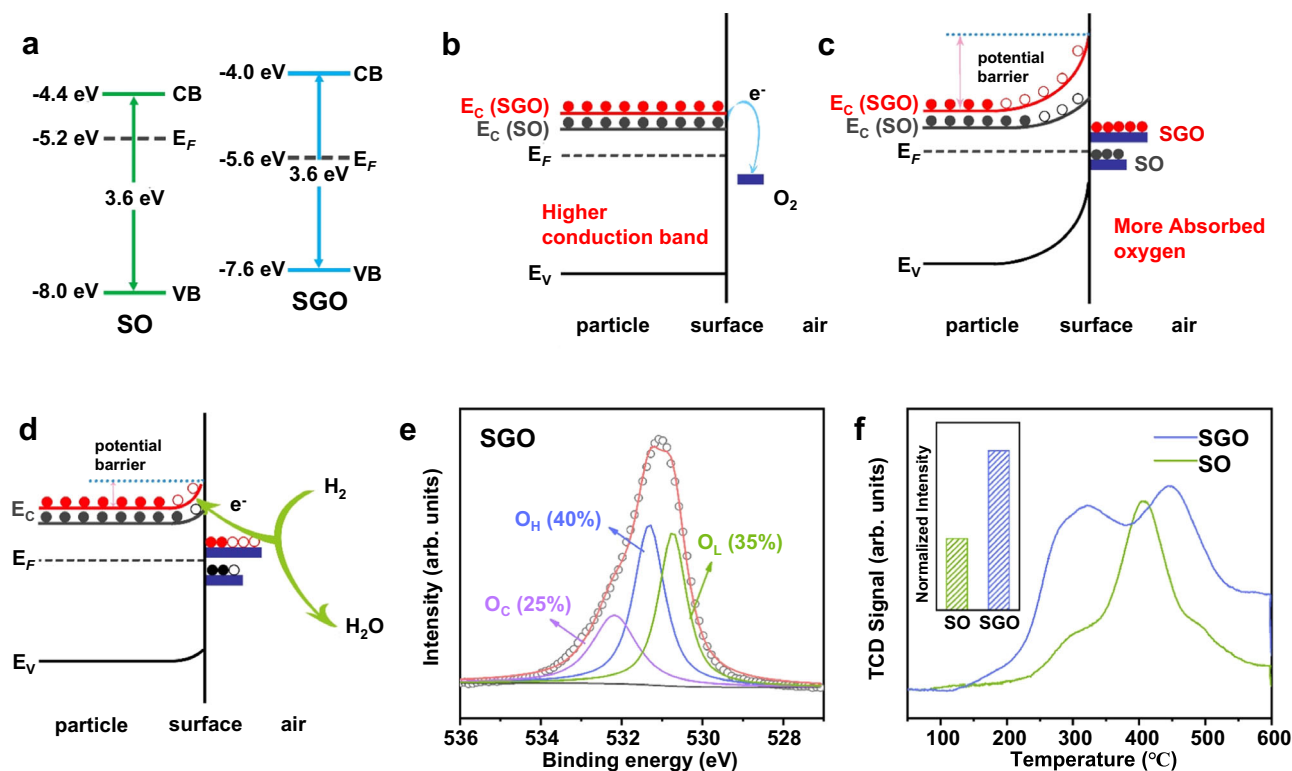 a
-4.4 eV
CB
-5.2 eV
E_F
3.6 eV
-8.0 eV
VB
SO
-4.0 eV
CB
-5.6 eV
E_F
3.6 eV
-7.6 eV
VB
SGO
b
E_C (SGO)
E_C (SO)
E_F
e-
O2
Higher
conduction band
E_V
particle
surface
air
c
potential
barrier
E_C (SGO)
E_C (SO)
E_F
SGO
SO
More Absorbed
oxygen
E_V
particle
surface
air
d
potential
barrier
E_C
e-
H2
E_F
H2O
E_V
particle
surface
air
e
SGO
O_H (40%)
O_L (35%)
O_C (25%)
Intensity (arb. units)
536
534
532
530
528
Binding energy (eV)
f
SGO
SO
Normalized Intensity
SO
SGO
TCD Signal (arb. units)
100
200
300
400
500
600
Temperature (℃)